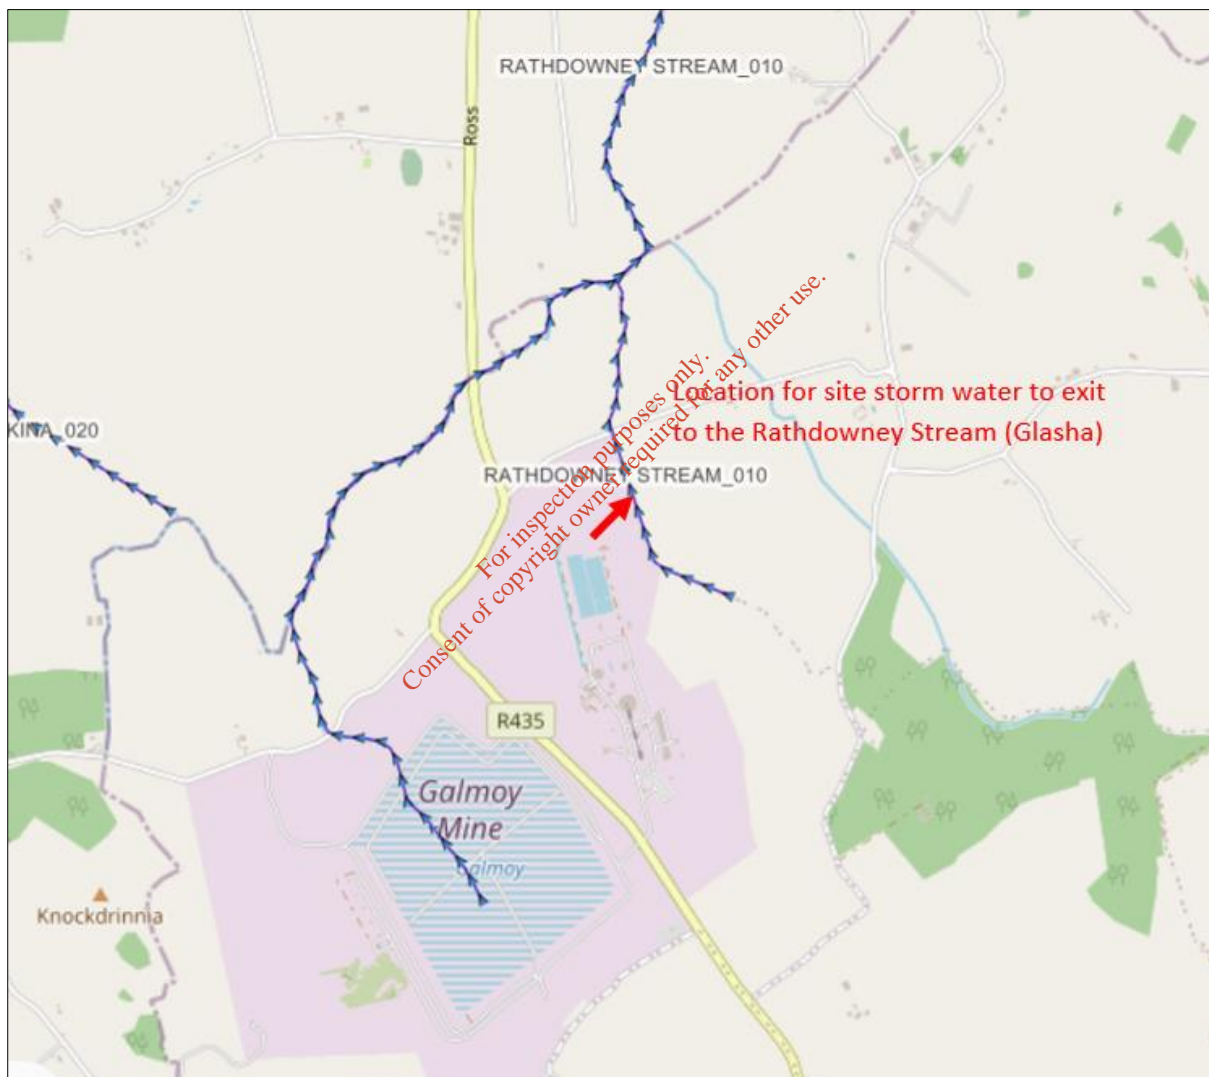 RATHDOWNEY STREAM_010
Ross
Location for site storm water to exit
to the Rathdowney Stream (Glasha)
KINA_020
RATHDOWNEY STREAM_010
For inspection purposes only.
Consent of copyright owner required for any other use.
R435
Galmoy
Mine
Galmoy
Knockdrinnia